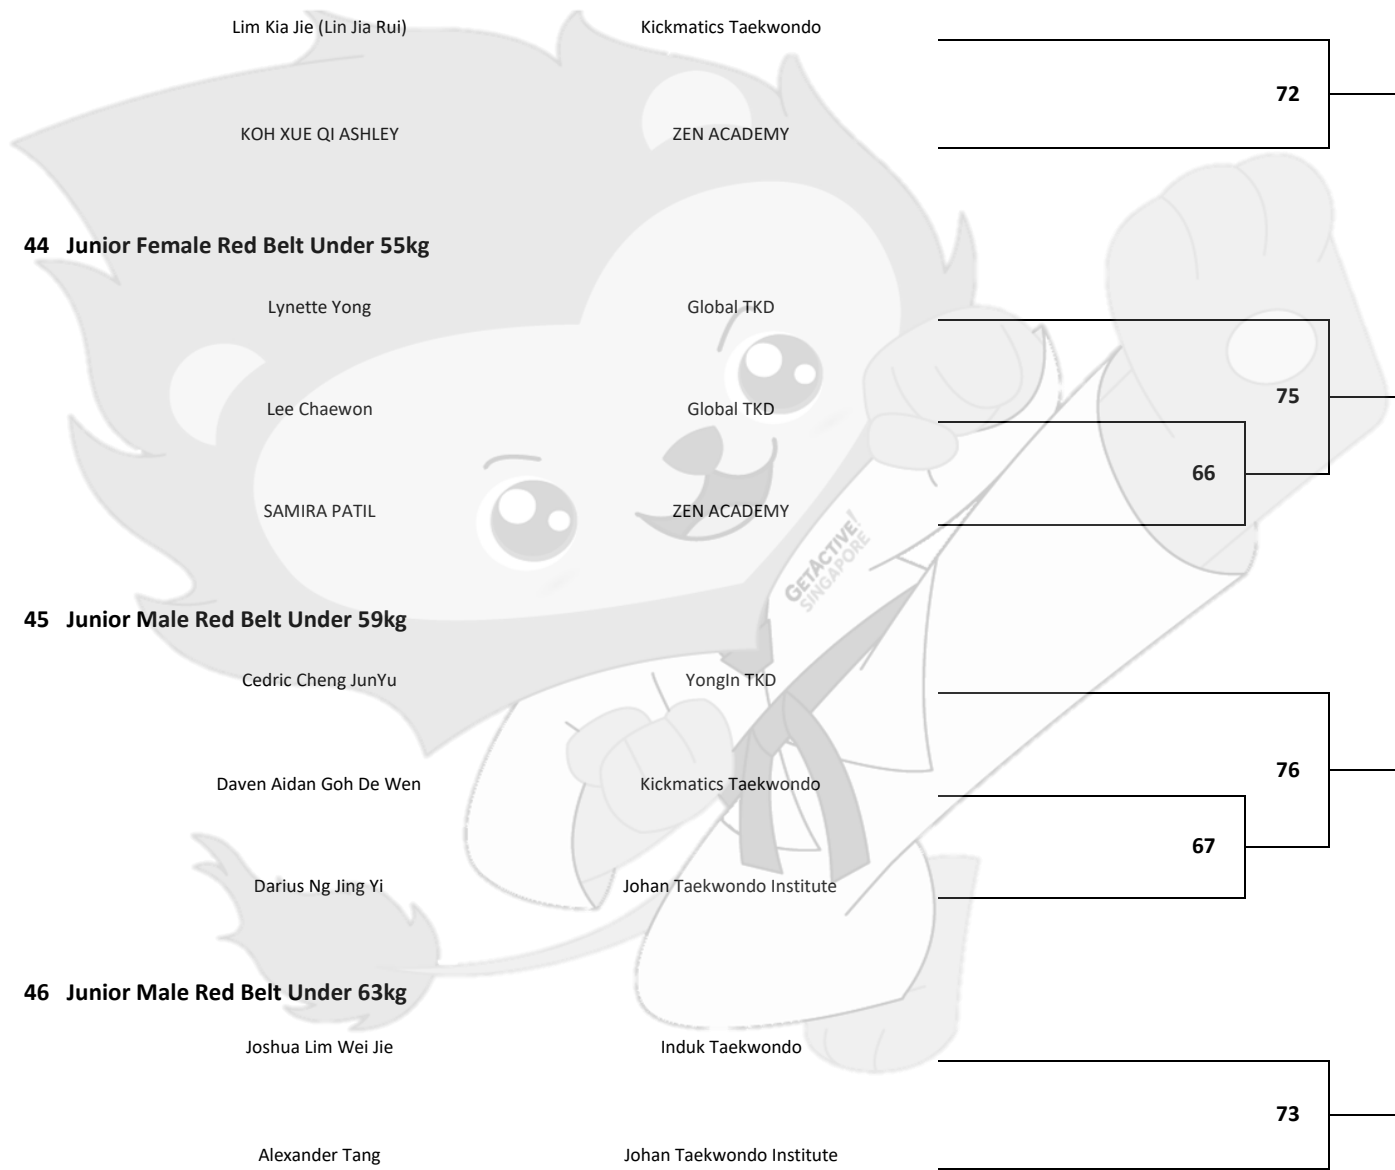 Lim Kia Jie (Lin Jia Rui) Kickmatics Taekwondo
72
KOH XUE QI ASHLEY ZEN ACADEMY
44 Junior Female Red Belt Under 55kg
Lynette Yong Global TKD
75
Lee Chaewon Global TKD
66
SAMIRA PATIL ZEN ACADEMY
GETACTIVE!
SINGAPORE
45 Junior Male Red Belt Under 59kg
Cedric Cheng JunYu YongIn TKD
76
Daven Aidan Goh De Wen Kickmatics Taekwondo
67
Darius Ng Jing Yi Johan Taekwondo Institute
46 Junior Male Red Belt Under 63kg
Joshua Lim Wei Jie Induk Taekwondo
73
Alexander Tang Johan Taekwondo Institute